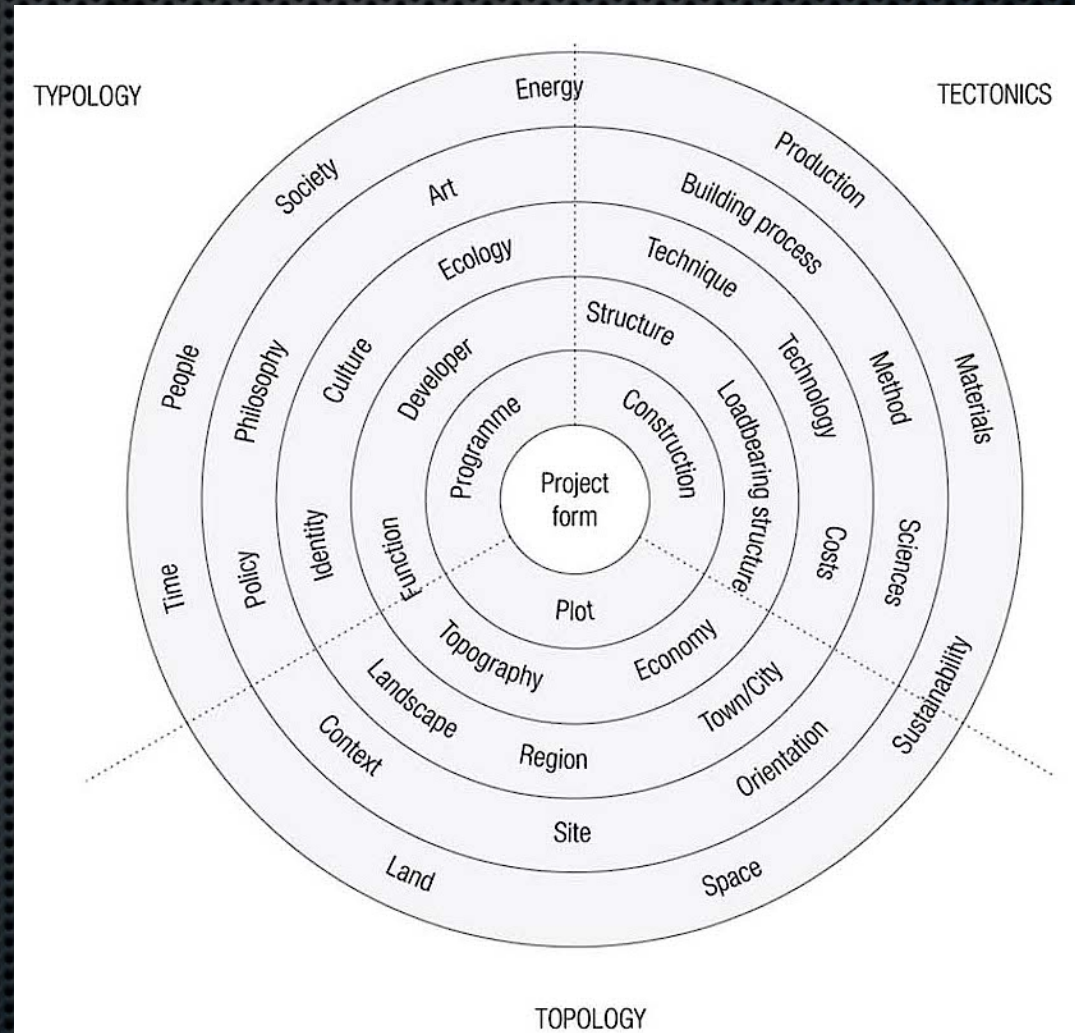 TYPOLOGY
TECTONICS
Energy
Society
Production
Art
Building process
Ecology
Technique
People
Philosophy
Culture
Developer
Structure
Technology
Method
Materials
Programme
Construction
Loadbearing structure
Project
form
Time
Policy
Identity
Function
Costs
Sciences
Plot
Topography
Economy
Sustainability
Landscape
Town/City
Context
Region
Orientation
Site
Land
Space
TOPOLOGY